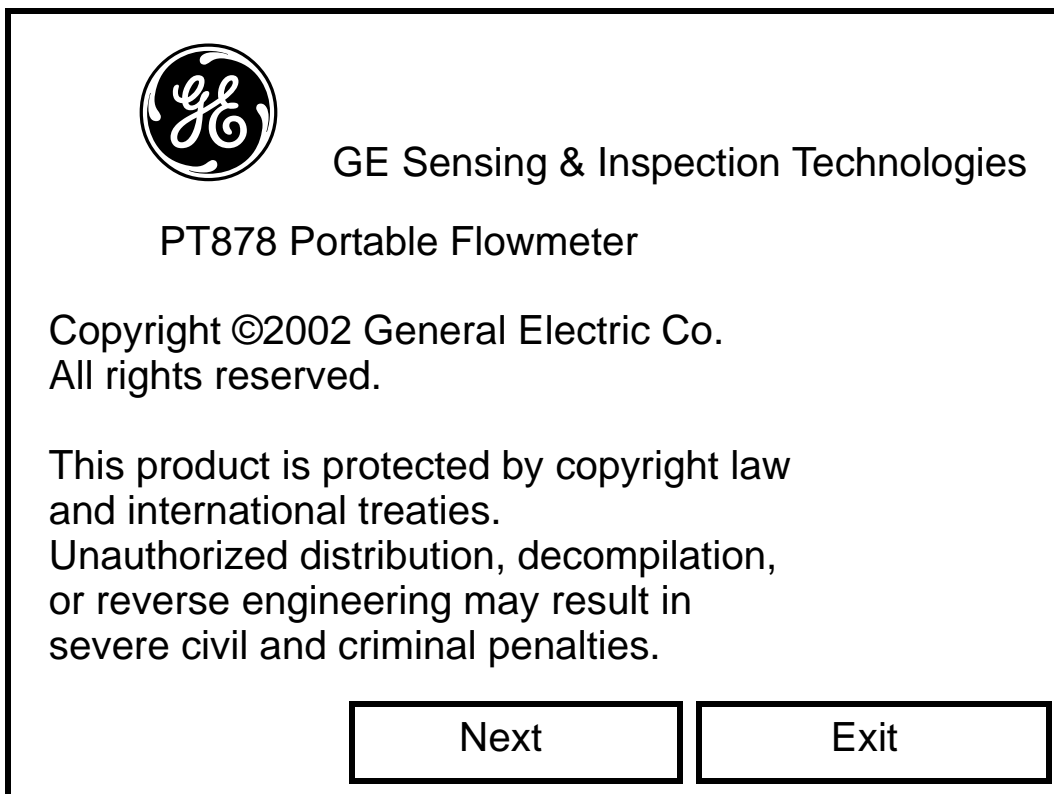 GE
GE Sensing & Inspection Technologies
PT878 Portable Flowmeter
Copyright ©2002 General Electric Co.
All rights reserved.
This product is protected by copyright law
and international treaties.
Unauthorized distribution, decompilation,
or reverse engineering may result in
severe civil and criminal penalties.
Next
Exit